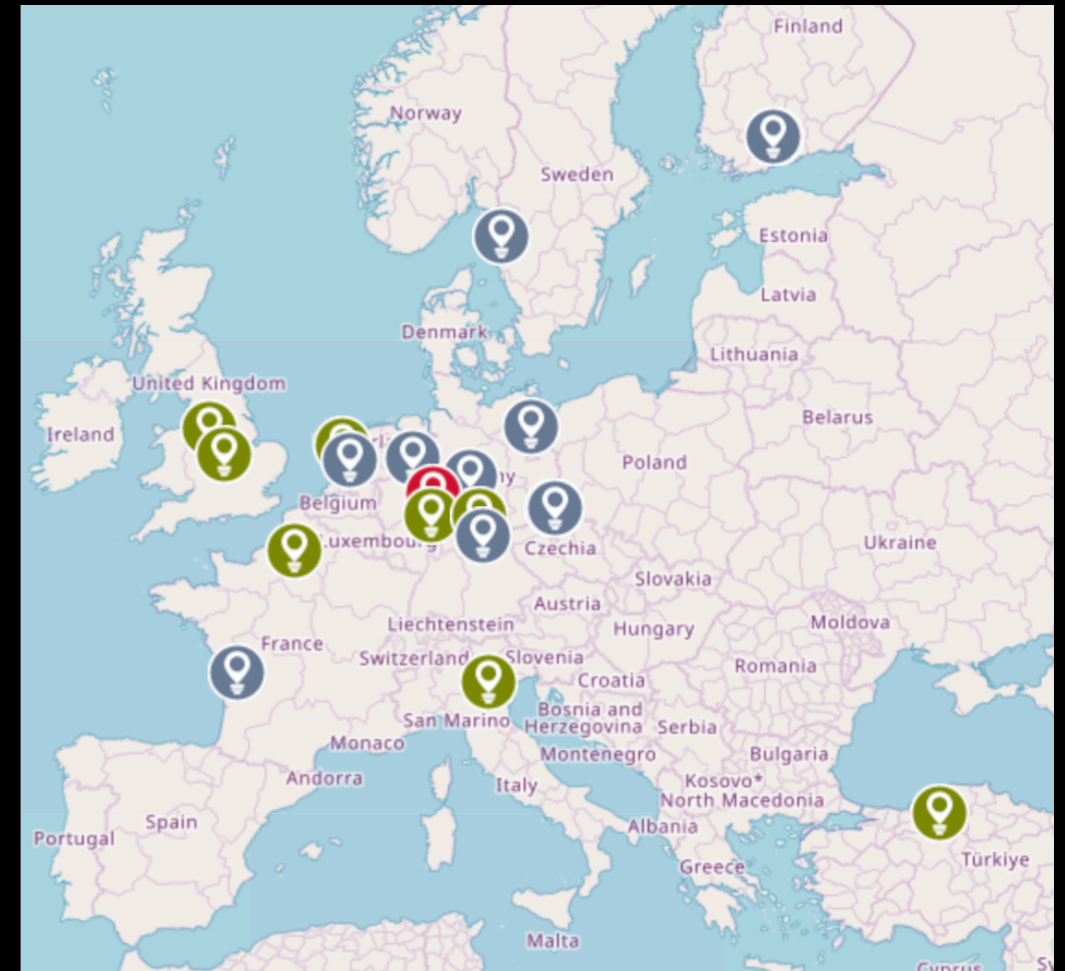 Finland
Norway
Sweden
Estonia
Latvia
Denmark
Lithuania
United Kingdom
Belarus
Ireland
Poland
Belgium
Luxembourg
Czechia
Ukraine
Slovakia
Austria
Liechtenstein
Moldova
Hungary
France
Switzerland
Slovenia
Romania
Croatia
Bosnia and
Herzegovina
San Marino
Serbia
Monaco
Montenegro
Bulgaria
Andorra
Italy
Kosovo*
North Macedonia
Spain
Albania
Portugal
Greece
Türkiye
Malta
Cyprus